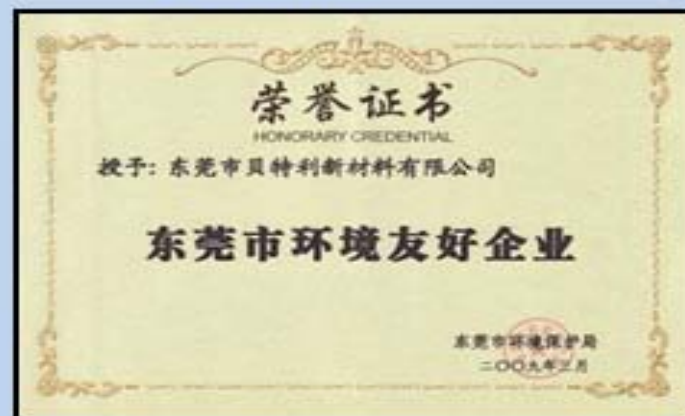 荣誉证书
HONORARY CREDENTIAL
授予：东莞市贝特利新材料有限公司
东莞市环境友好企业
东莞市环境保护局
二〇〇九年三月